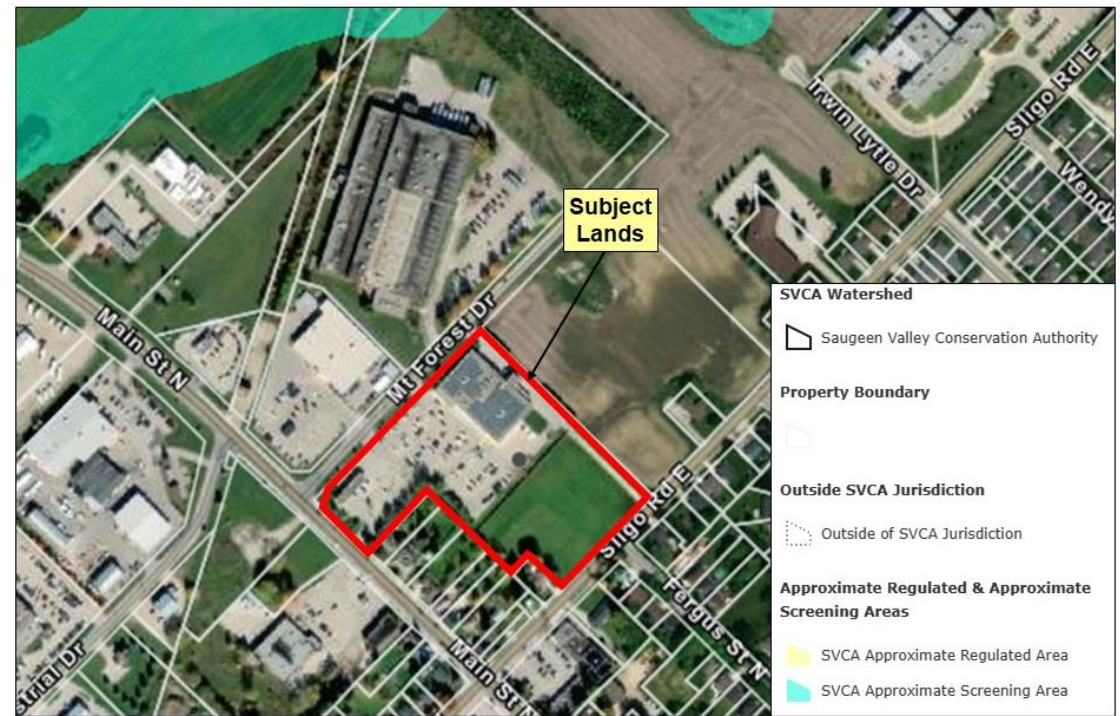 Irwin Lytle Dr
Sligo Rd E
Wendy
Subject
Lands
Main St N
Mt Forest Dr
Sligo Rd E
Fergus St N
Main St N
strial Dr
SVCA Watershed
Saugeen Valley Conservation Authority
Property Boundary
Outside SVCA Jurisdiction
Outside of SVCA Jurisdiction
Approximate Regulated & Approximate
Screening Areas
SVCA Approximate Regulated Area
SVCA Approximate Screening Area